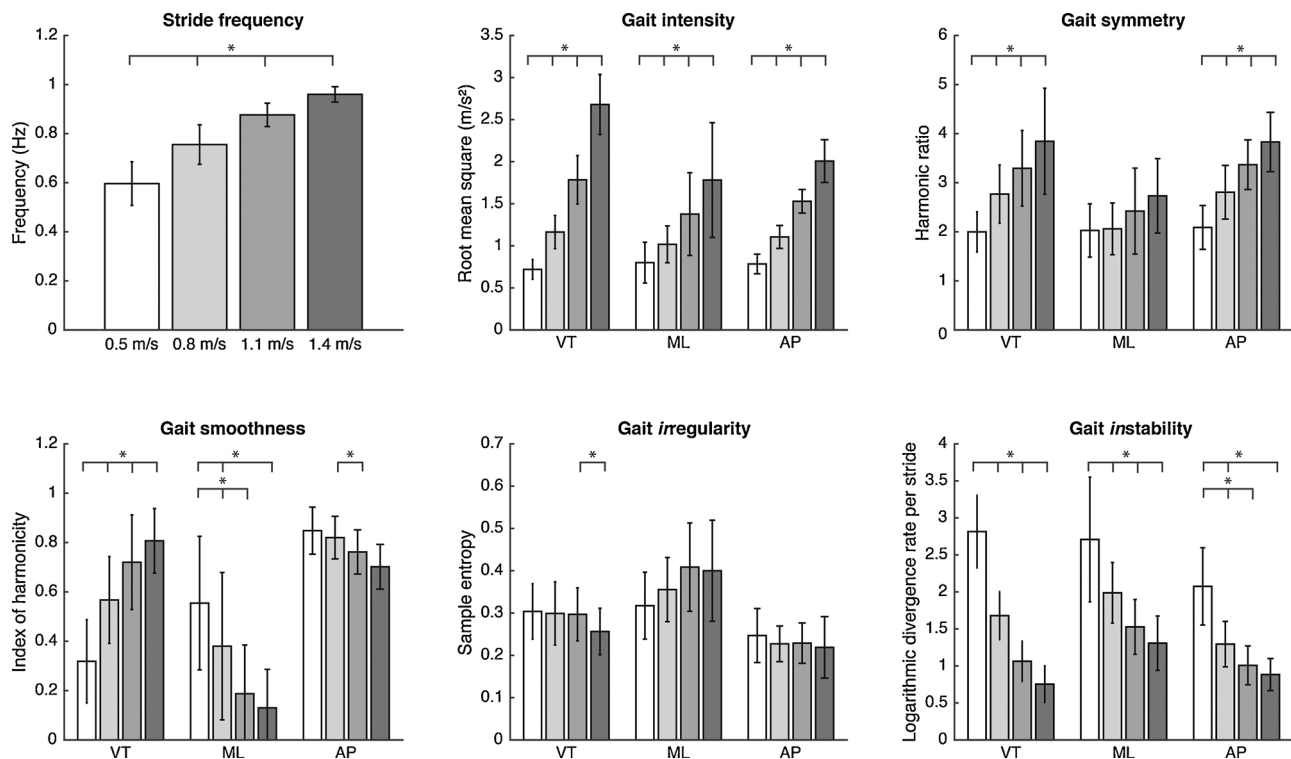 Stride frequency
Frequency (Hz)
1.2
1
0.8
0.6
0.4
0.2
0
*
0.5 m/s 0.8 m/s 1.1 m/s 1.4 m/s
Gait intensity
Root mean square (m/s²)
3.5
3
2.5
2
1.5
1
0.5
0
* * *
VT ML AP
Gait symmetry
Harmonic ratio
6
5
4
3
2
1
0
* *
VT ML AP
Gait smoothness
Index of harmonicity
1.2
1
0.8
0.6
0.4
0.2
0
* * *
*
VT ML AP
Gait irregularity
Sample entropy
0.7
0.6
0.5
0.4
0.3
0.2
0.1
0
*
VT ML AP
Gait instability
Logarithmic divergence rate per stride
4
3.5
3
2.5
2
1.5
1
0.5
0
* * *
*
VT ML AP